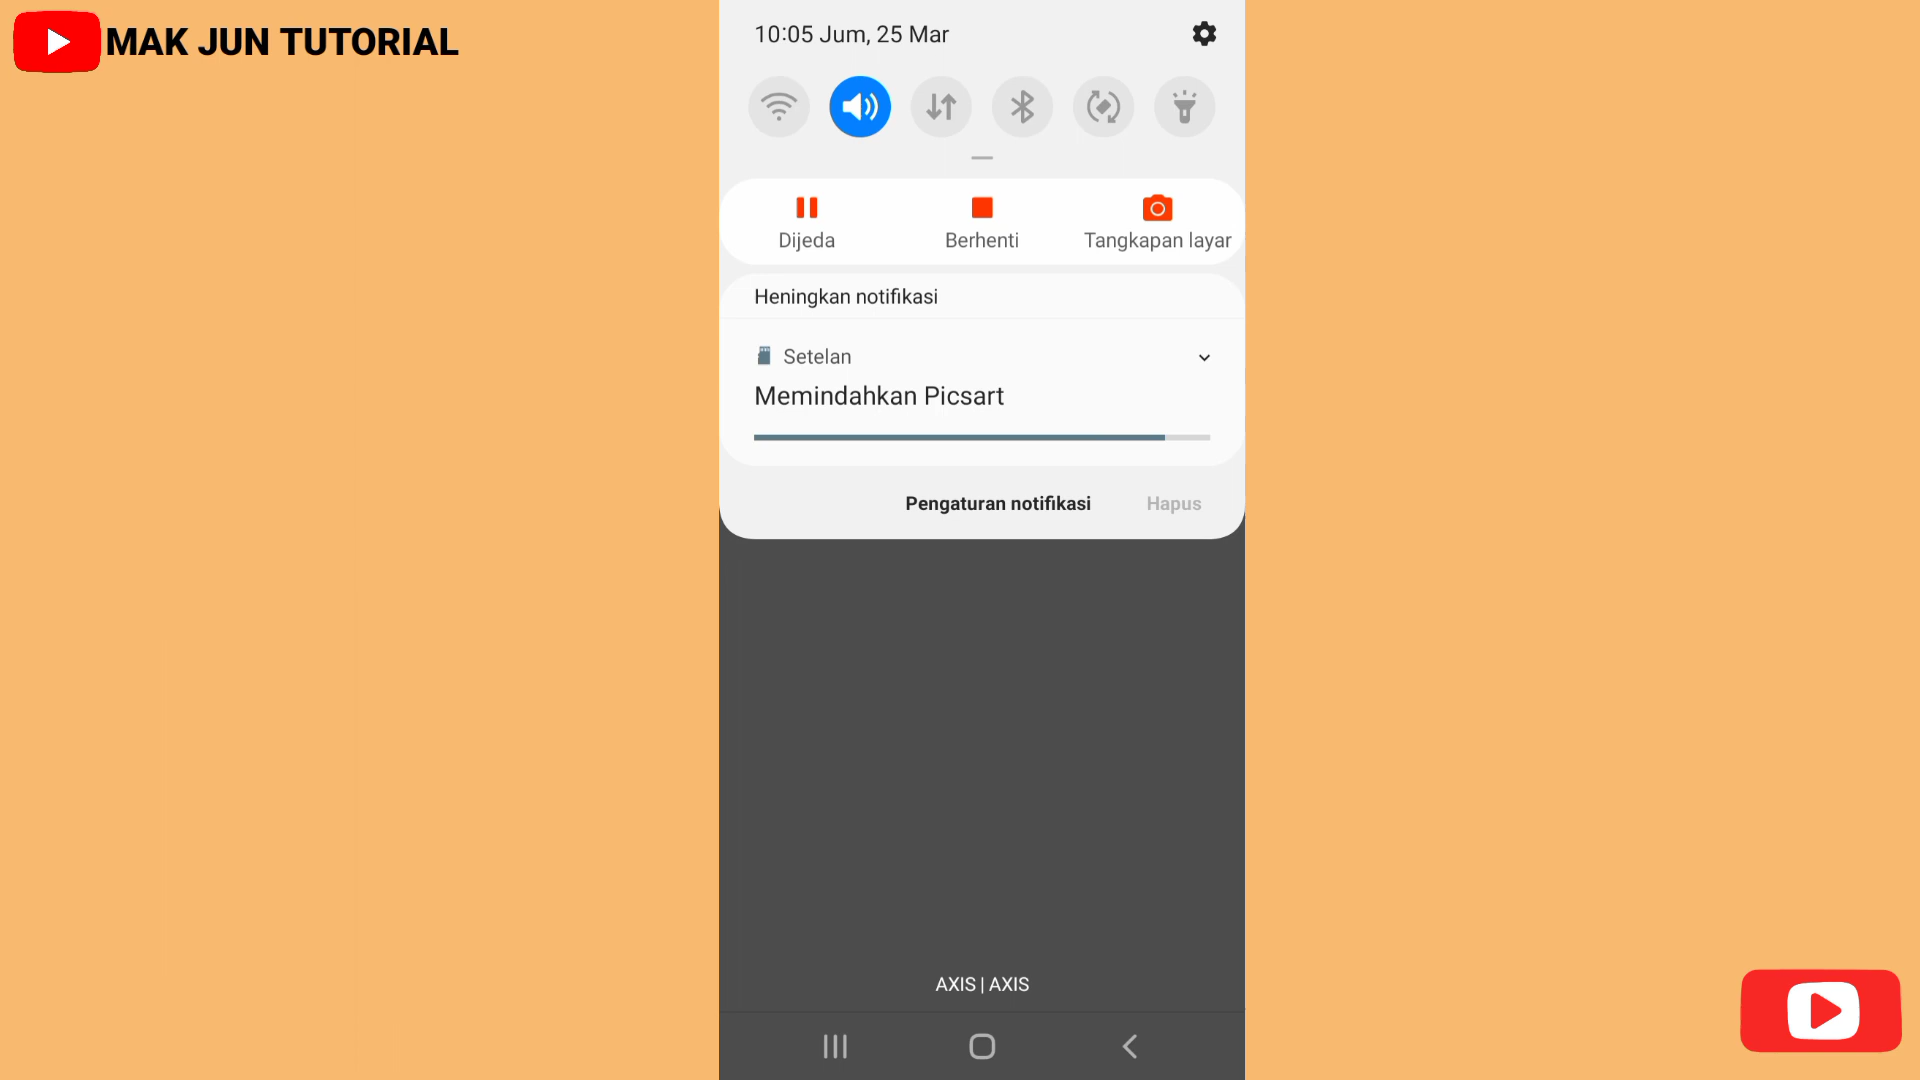 MAK JUN TUTORIAL
10:05 Jum, 25 Mar
Dijeda
Berhenti
Tangkapan layar
Heningkan notifikasi
Setelan
Memindahkan Picsart
Pengaturan notifikasi
Hapus
AXIS | AXIS